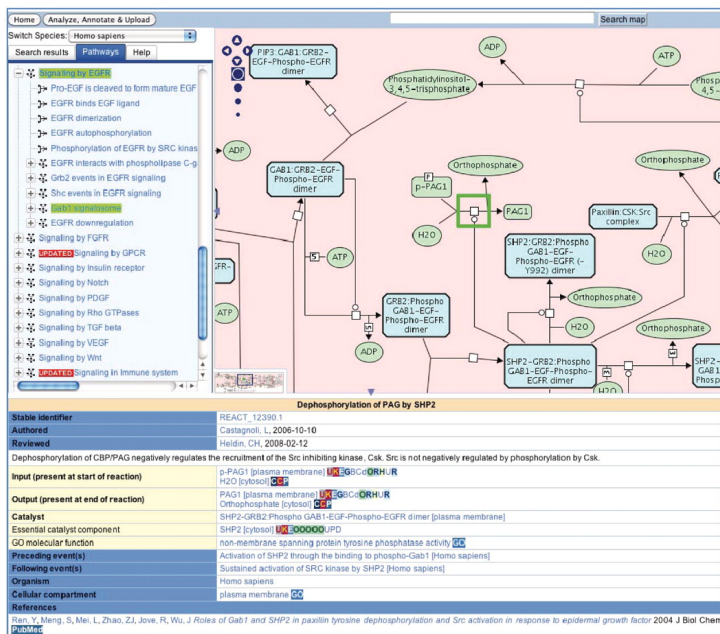 Home
Analyze, Annotate & Upload
Search map
Switch Species: Homo sapiens
Search results
Pathways
Help
Signaling by EGFR
Pro-EGF is cleaved to form mature EGF
EGFR binds EGF ligand
EGFR dimerization
EGFR autophosphorylation
Phosphorylation of EGFR by SRC kinas
EGFR interacts with phospholipase C-g
Grb2 events in EGFR signaling
Shc events in EGFR signaling
Gab1 signalosome
EGFR downregulation
Signaling by FGFR
UPDATED Signaling by GPCR
Signaling by Insulin receptor
Signaling by Notch
Signaling by PDGF
Signaling by Rho GTPases
Signaling by TGF beta
Signaling by VEGF
Signaling by Wnt
UPDATED Signaling in Immune system
PIP3:GAB1:GRB2-
EGF-Phospho-EGFR
dimer
ADP
ATP
Phosphatidylinositol-
3,4,5-trisphosphate
Phosp
4,5-
ADP
GAB1:GRB2-EGF-
Phospho-EGFR
dimer
Orthophosphate
P
p-PAG1
PAG1
H2O
Orthophosphate
Paxillin:CSK:Src
complex
H2O
SHP2:GRB2:Phospho
GAB1-EGF-
Phospho-EGFR (-
Y992) dimer
5
ATP
FGFR-
ATP
GRB2:Phospho
GAB1-EGF-
Phospho-EGFR
dimer
5
ADP
Orthophosphate
H2O
Orthophosphate
SHP2-GRB2:Phospho
GAB1-EGF-Phospho-
EGFR dimer
3
3
H2O
SHP2-
GAB1
Phosp
Dephosphorylation of PAG by SHP2
Stable identifier REACT_12390.1
Authored Castagnoli, L, 2006-10-10
Reviewed Heldin, CH, 2008-02-12
Dephosphorylation of CBP/PAG negatively regulates the recruitment of the Src inhibiting kinase, Csk. Src is not negatively regulated by phosphorylation by Csk.
Input (present at start of reaction) p-PAG1 [plasma membrane] UKEGBCdORHUR
H2O [cytosol] CCP
Output (present at end of reaction) PAG1 [plasma membrane] UKEGBCdORHUR
Orthophosphate [cytosol] CCP
Catalyst SHP2-GRB2:Phospho GAB1-EGF-Phospho-EGFR dimer [plasma membrane]
Essential catalyst component SHP2 [cytosol] UKEOOOOOUPD
GO molecular function non-membrane spanning protein tyrosine phosphatase activity GO
Preceding event(s) Activation of SHP2 through the binding to phospho-Gab1 [Homo sapiens]
Following event(s) Sustained activation of SRC kinase by SHP2 [Homo sapiens]
Organism Homo sapiens
Cellular compartment plasma membrane GO
References
Ren, Y, Meng, S, Mei, L, Zhao, ZJ, Jove, R, Wu, J Roles of Gab1 and SHP2 in paxillin tyrosine dephosphorylation and Src activation in response to epidermal growth factor 2004 J Biol Chem
PubMed